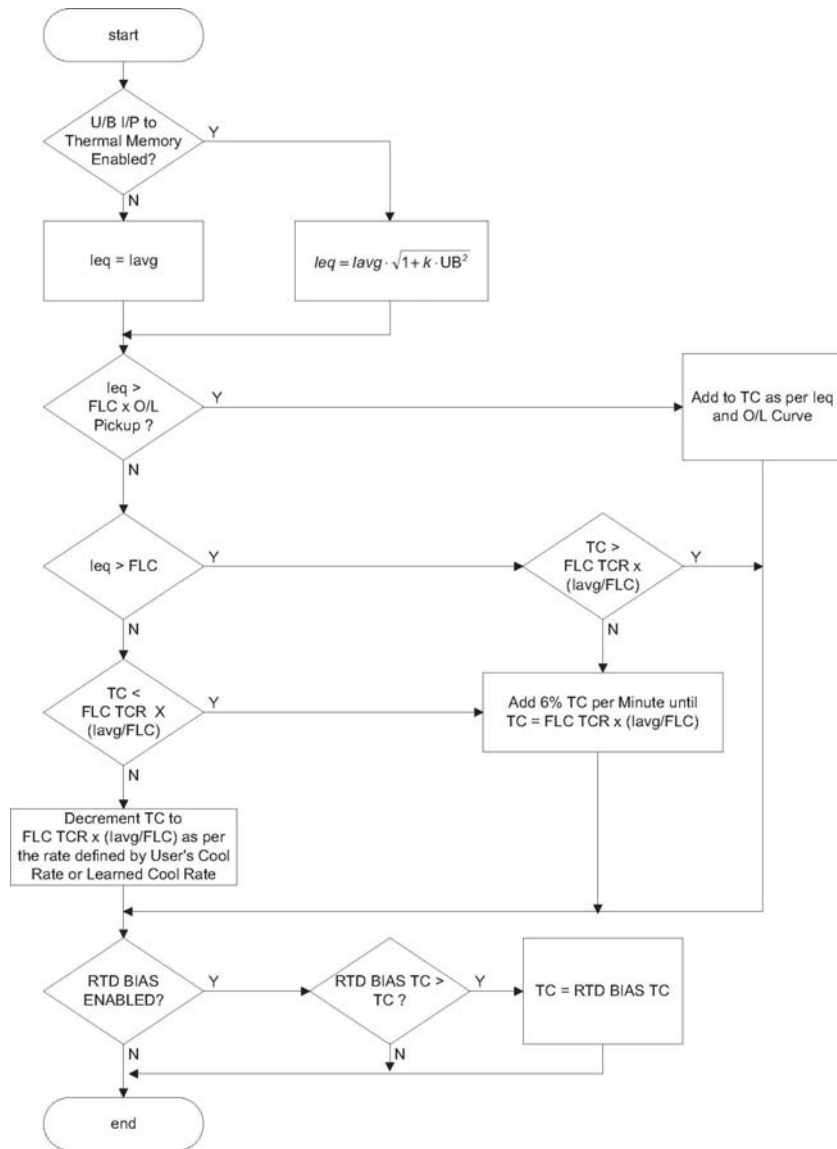 start
U/B I/P to
Thermal Memory
Enabled?
Y
N
Ieq = Iavg
Ieq = Iavg · √1 + k · UB²
Ieq >
FLC x O/L
Pickup ?
Y
Add to TC as per Ieq
and O/L Curve
N
Ieq > FLC
Y
TC >
FLC TCR x
(Iavg/FLC)
Y
N
N
TC <
FLC TCR X
(Iavg/FLC)
Y
Add 6% TC per Minute until
TC = FLC TCR x (Iavg/FLC)
N
Decrement TC to
FLC TCR x (Iavg/FLC) as per
the rate defined by User's Cool
Rate or Learned Cool Rate
RTD BIAS
ENABLED?
Y
RTD BIAS TC >
TC ?
Y
TC = RTD BIAS TC
N
N
end